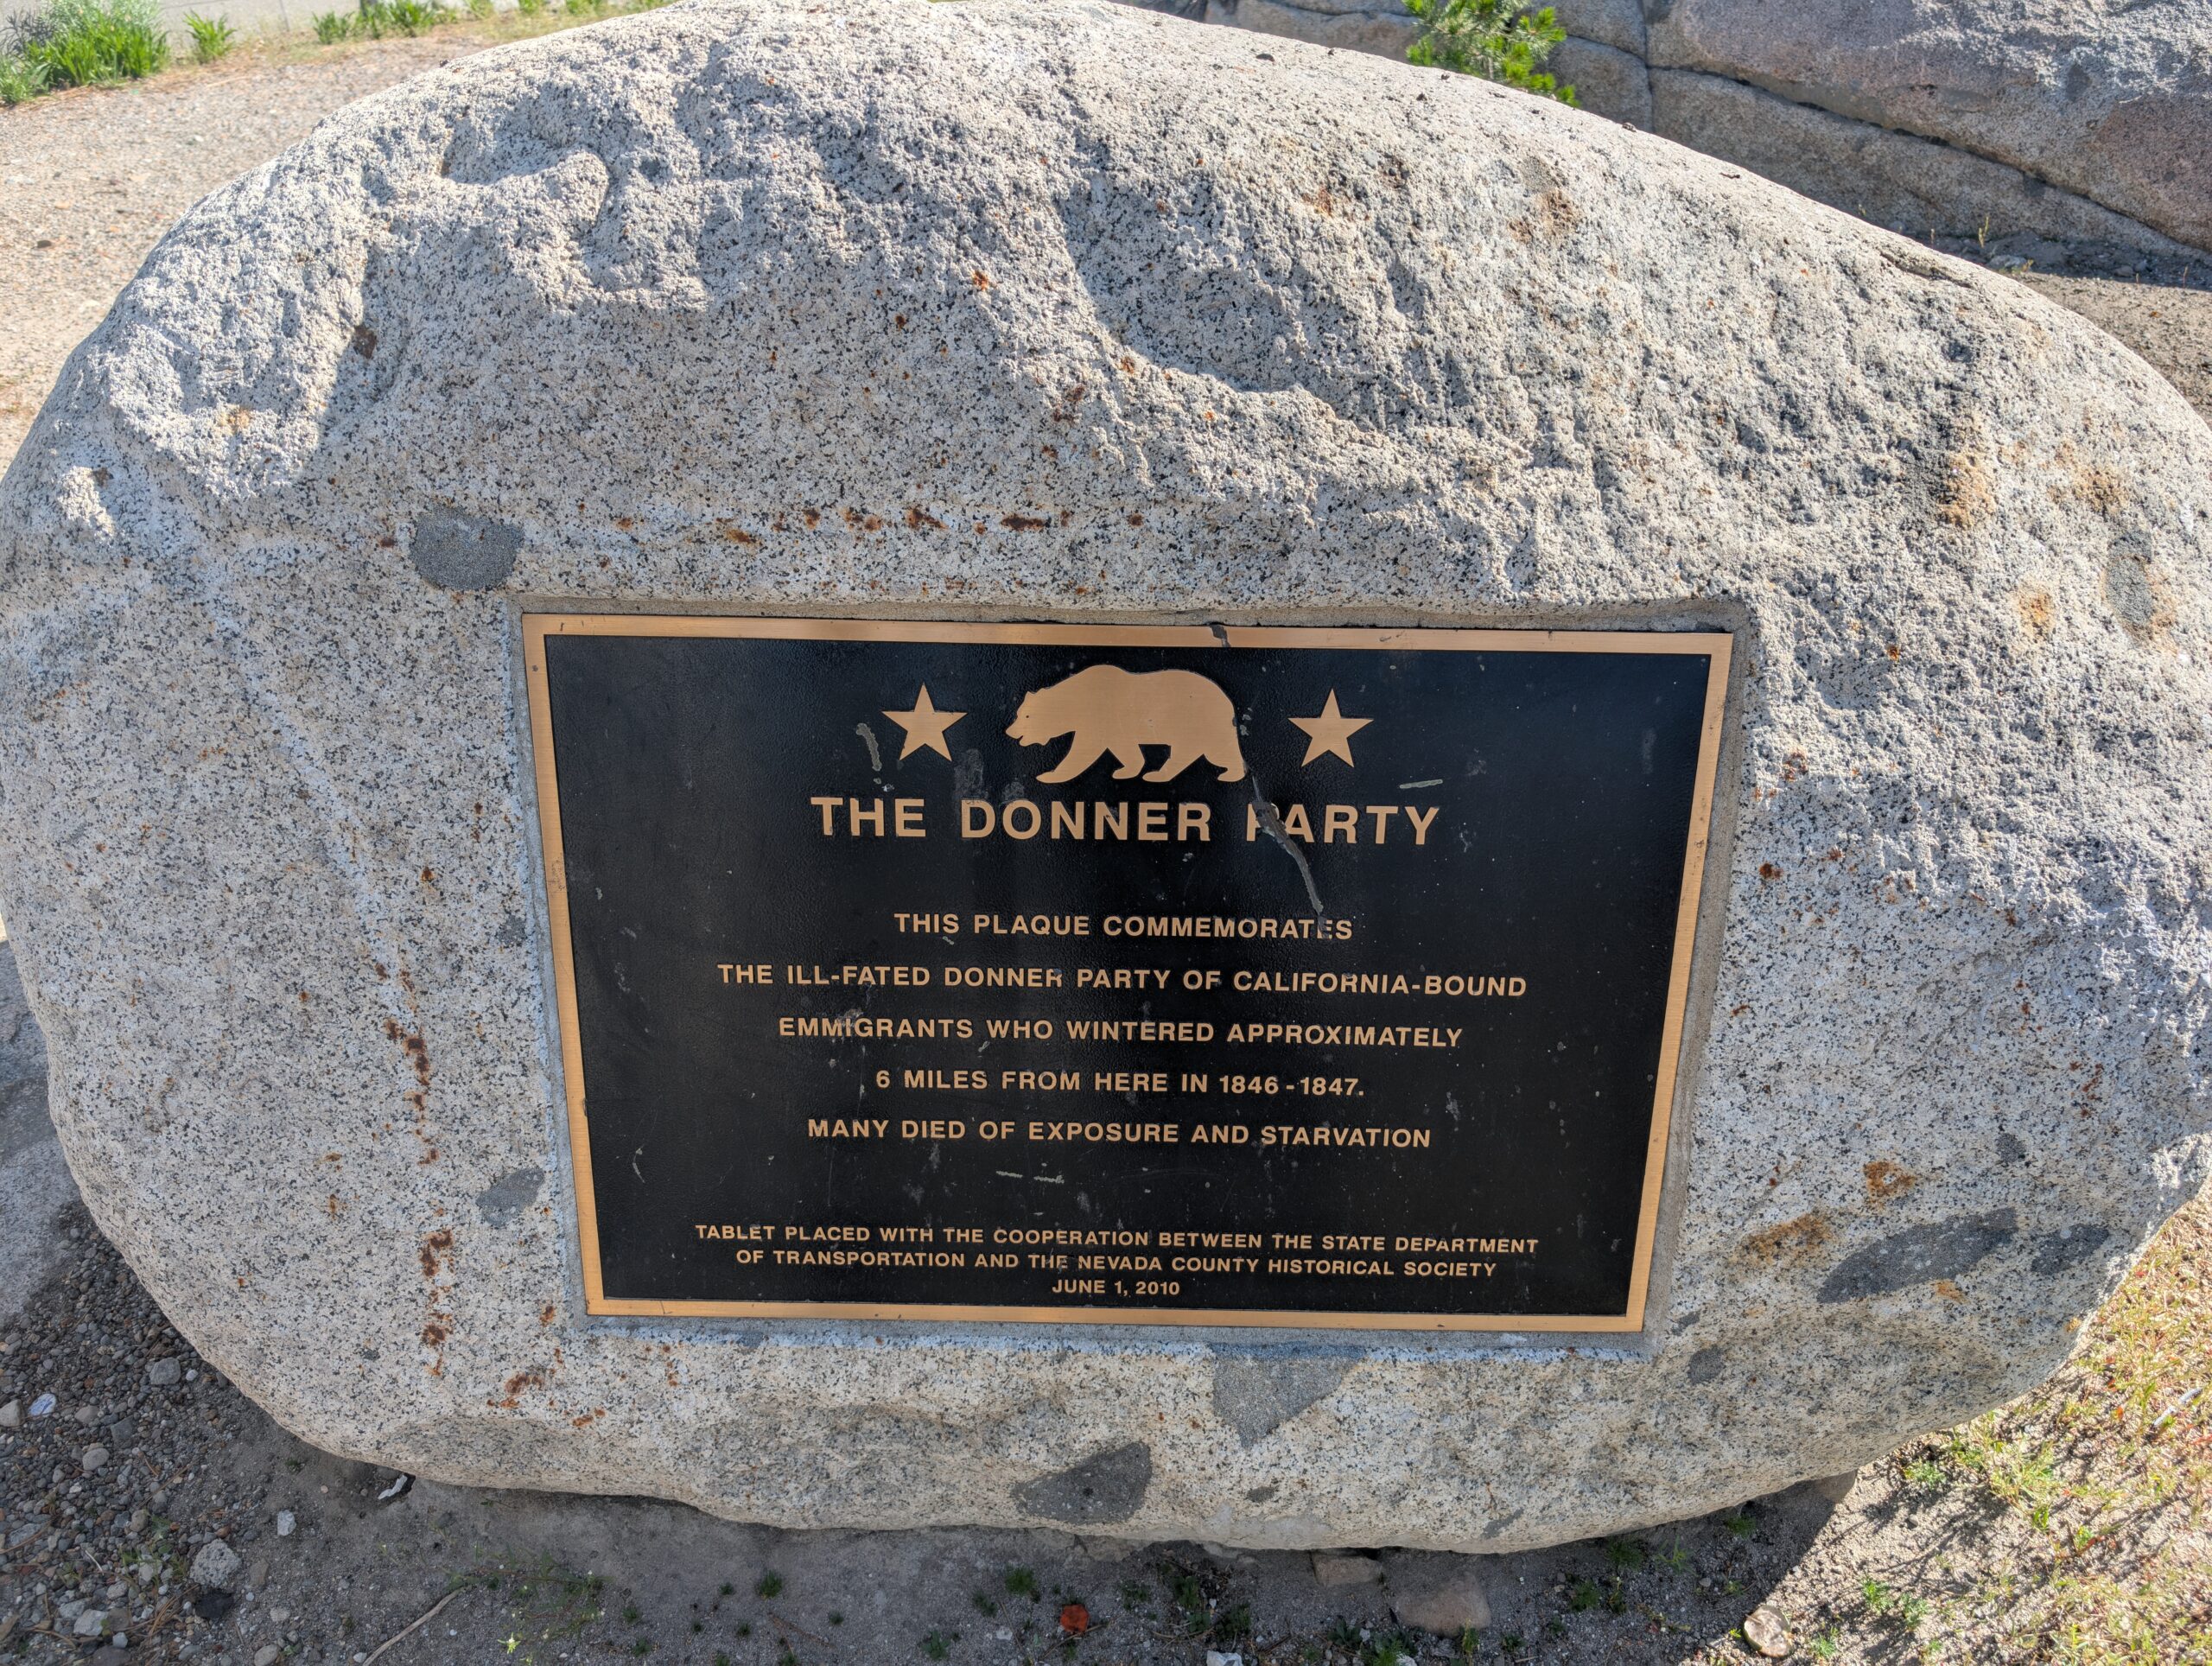 THE DONNER PARTY
THIS PLAQUE COMMEMORATES
THE ILL-FATED DONNER PARTY OF CALIFORNIA-BOUND
EMMIGRANTS WHO WINTERED APPROXIMATELY
6 MILES FROM HERE IN 1846 - 1847.
MANY DIED OF EXPOSURE AND STARVATION
TABLET PLACED WITH THE COOPERATION BETWEEN THE STATE DEPARTMENT
OF TRANSPORTATION AND THE NEVADA COUNTY HISTORICAL SOCIETY
JUNE 1, 2010